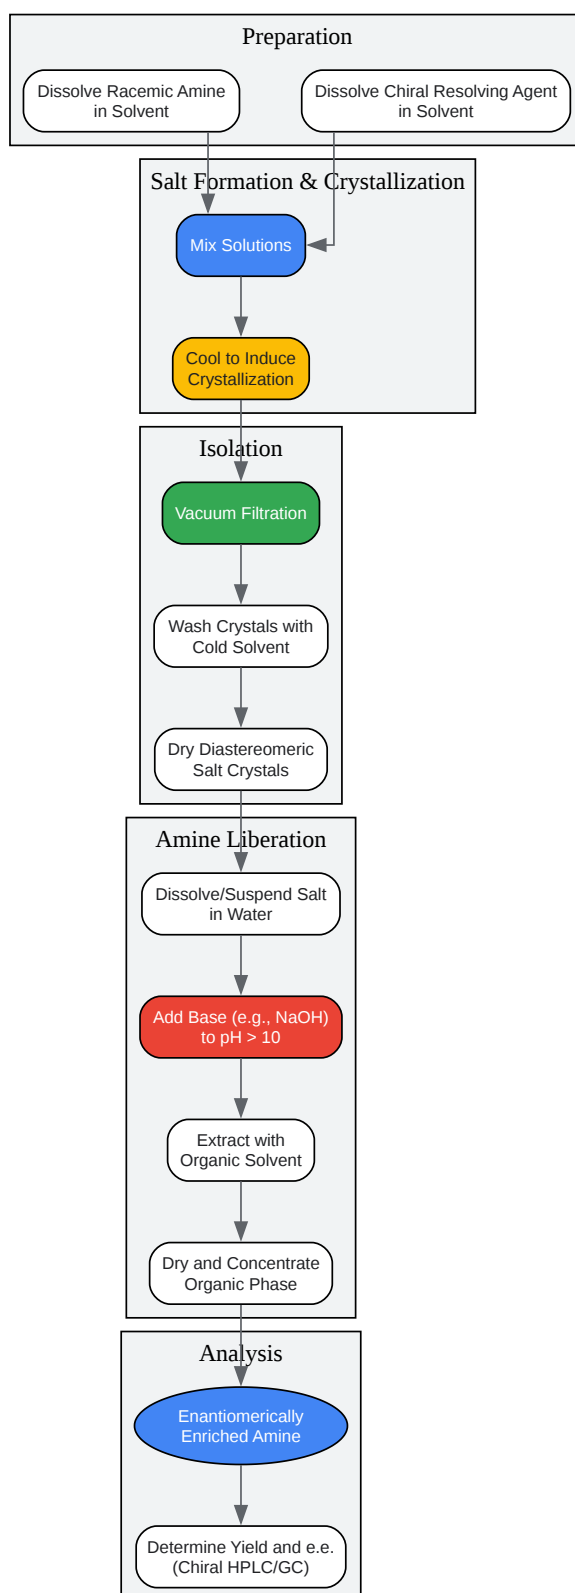 Preparation
Dissolve Racemic Amine
in Solvent
Dissolve Chiral Resolving Agent
in Solvent
Salt Formation & Crystallization
Mix Solutions
Cool to Induce
Crystallization
Isolation
Vacuum Filtration
Wash Crystals with
Cold Solvent
Dry Diastereomeric
Salt Crystals
Amine Liberation
Dissolve/Suspend Salt
in Water
Add Base (e.g., NaOH)
to pH > 10
Extract with
Organic Solvent
Dry and Concentrate
Organic Phase
Analysis
Enantiomerically
Enriched Amine
Determine Yield and e.e.
(Chiral HPLC/GC)